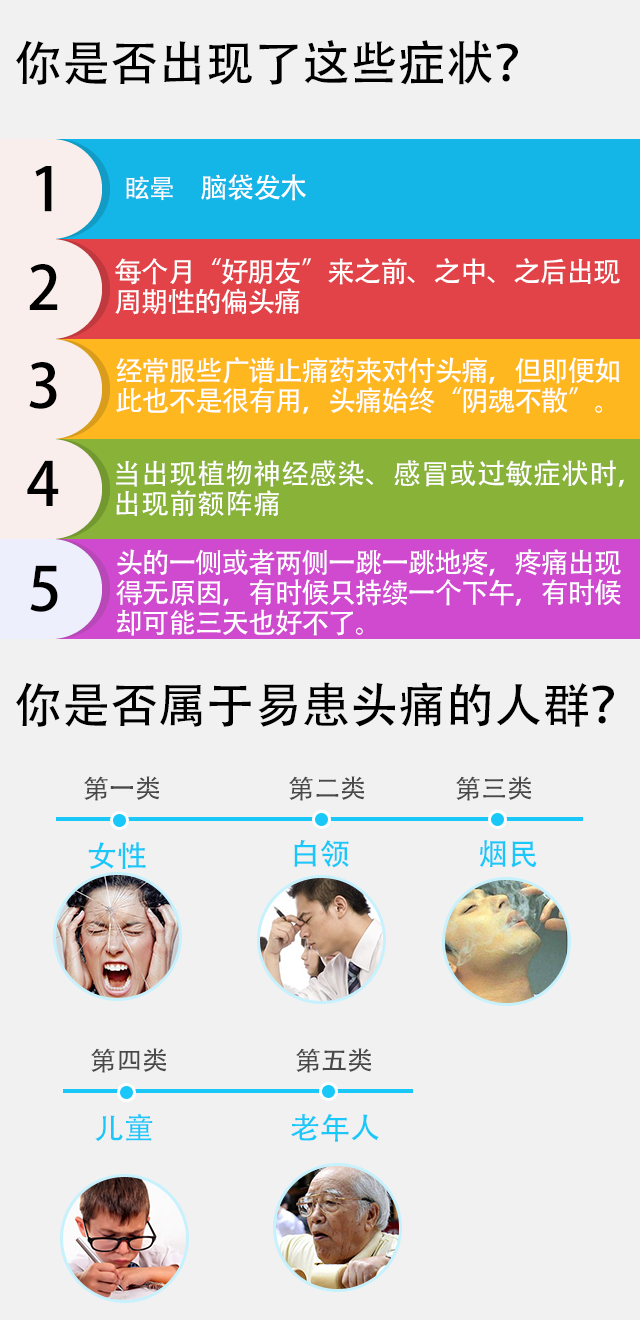 你是否出现了这些症状？
1
眩晕 脑袋发木
2
每个月“好朋友”来之前、之中、之后出现
周期性的偏头痛
3
经常服些广谱止痛药来对付头痛，但即便如
此也不是很有用，头痛始终“阴魂不散”。
4
当出现植物神经感染、感冒或过敏症状时,
出现前额阵痛
5
头的一侧或者两侧一跳一跳地疼，疼痛出现
得无原因，有时候只持续一个下午，有时候
却可能三天也好不了。
你是否属于易患头痛的人群？
第一类 第二类 第三类
女性 白领 烟民
第四类 第五类
儿童 老年人